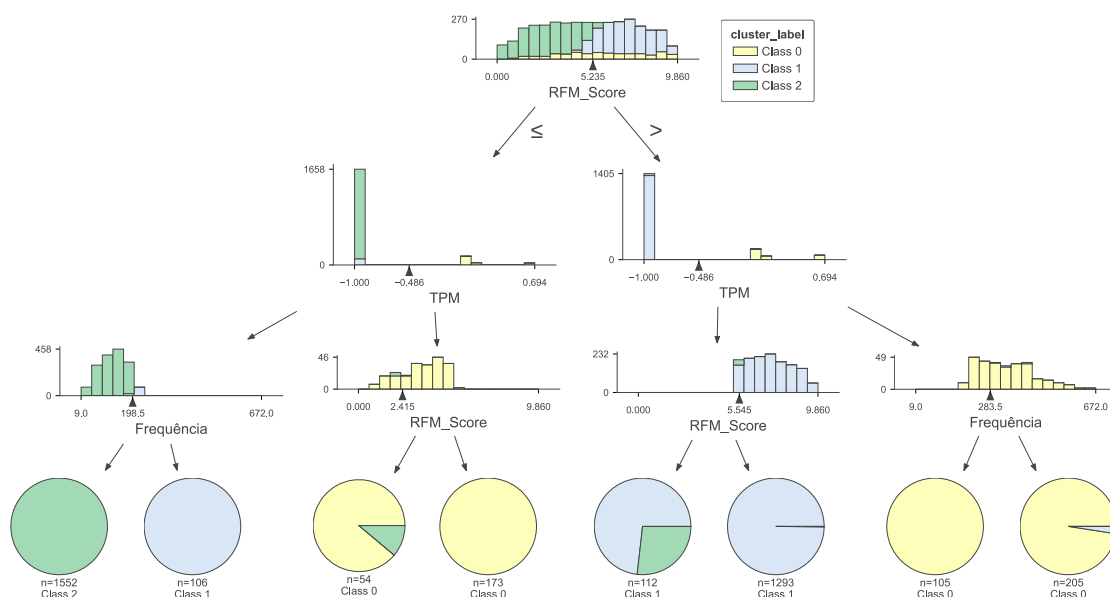 270
0
0.000
5.235
9.860
RFM_Score
cluster_label
Class 0
Class 1
Class 2
≤
>
1658
0
−1.000
−0.486
0.694
TPM
1405
0
−1.000
−0.486
0.694
TPM
458
0
9.0
198.5
672.0
Frequência
46
0
0.000
2.415
9.860
RFM_Score
232
0
0.000
5.545
9.860
RFM_Score
49
0
9.0
283.5
672.0
Frequência
n=1552
Class 2
n=106
Class 1
n=54
Class 0
n=173
Class 0
n=112
Class 1
n=1293
Class 1
n=105
Class 0
n=205
Class 0